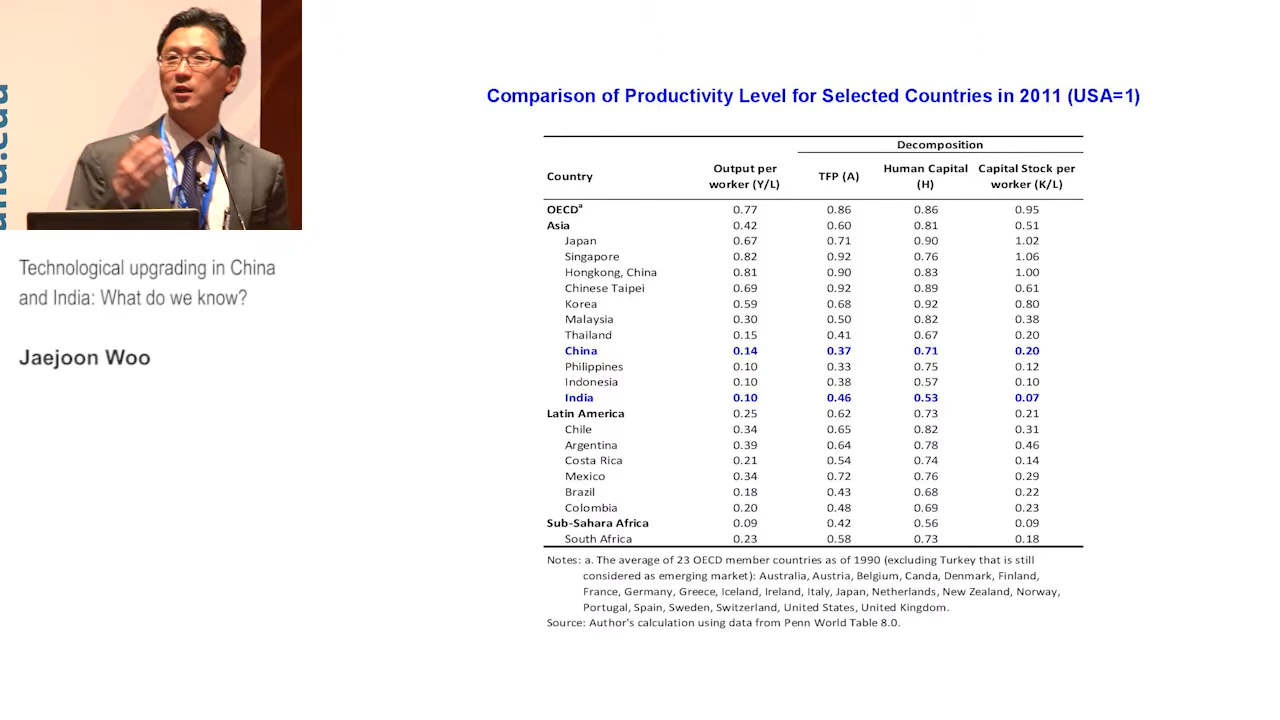 and.edu
Technological upgrading in China
and India: What do we know?
Jaejoon Woo
Comparison of Productivity Level for Selected Countries in 2011 (USA=1)
Decomposition
Country Output per worker (Y/L) TFP (A) Human Capital (H) Capital Stock per worker (K/L)
OECDa 0.77 0.86 0.86 0.95
Asia 0.42 0.60 0.81 0.51
Japan 0.67 0.71 0.90 1.02
Singapore 0.82 0.92 0.76 1.06
Hongkong, China 0.81 0.90 0.83 1.00
Chinese Taipei 0.69 0.92 0.89 0.61
Korea 0.59 0.68 0.92 0.80
Malaysia 0.30 0.50 0.82 0.38
Thailand 0.15 0.41 0.67 0.20
China 0.14 0.37 0.71 0.20
Philippines 0.10 0.33 0.75 0.12
Indonesia 0.10 0.38 0.57 0.10
India 0.10 0.46 0.53 0.07
Latin America 0.25 0.62 0.73 0.21
Chile 0.34 0.65 0.82 0.31
Argentina 0.39 0.64 0.78 0.46
Costa Rica 0.21 0.54 0.74 0.14
Mexico 0.34 0.72 0.76 0.29
Brazil 0.18 0.43 0.68 0.22
Colombia 0.20 0.48 0.69 0.23
Sub-Sahara Africa 0.09 0.42 0.56 0.09
South Africa 0.23 0.58 0.73 0.18
Notes: a. The average of 23 OECD member countries as of 1990 (excluding Turkey that is still
considered as emerging market): Australia, Austria, Belgium, Canda, Denmark, Finland,
France, Germany, Greece, Iceland, Ireland, Italy, Japan, Netherlands, New Zealand, Norway,
Portugal, Spain, Sweden, Switzerland, United States, United Kingdom.
Source: Author's calculation using data from Penn World Table 8.0.